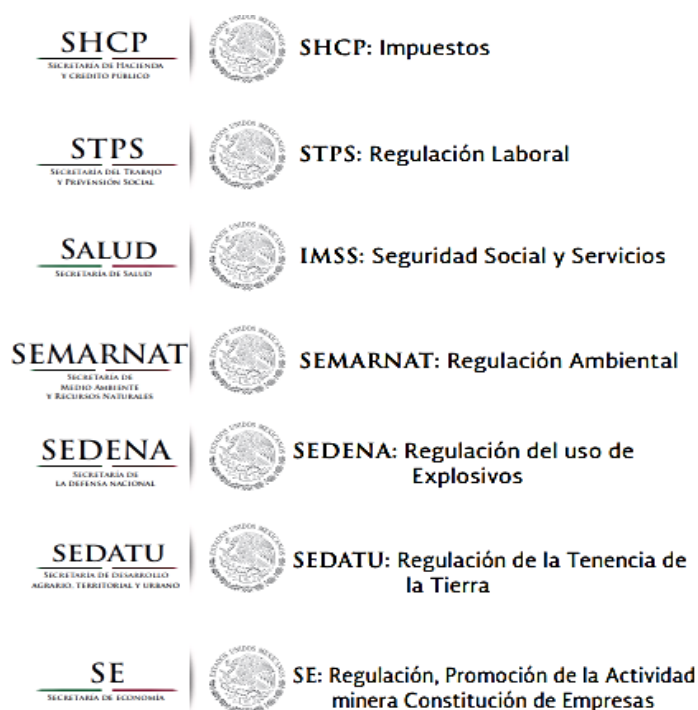 SHCP
SECRETARÍA DE HACIENDA
Y CRÉDITO PÚBLICO
SHCP: Impuestos
STPS
SECRETARÍA DEL TRABAJO
Y PREVISIÓN SOCIAL
STPS: Regulación Laboral
SALUD
SECRETARÍA DE SALUD
IMSS: Seguridad Social y Servicios
SEMARNAT
SECRETARÍA DE
MEDIO AMBIENTE
Y RECURSOS NATURALES
SEMARNAT: Regulación Ambiental
SEDENA
SECRETARÍA DE
LA DEFENSA NACIONAL
SEDENA: Regulación del uso de
Explosivos
SEDATU
SECRETARÍA DE DESARROLLO
AGRARIO, TERRITORIAL Y URBANO
SEDATU: Regulación de la Tenencia de
la Tierra
SE
SECRETARÍA DE ECONOMÍA
SE: Regulación, Promoción de la Actividad
minera Constitución de Empresas